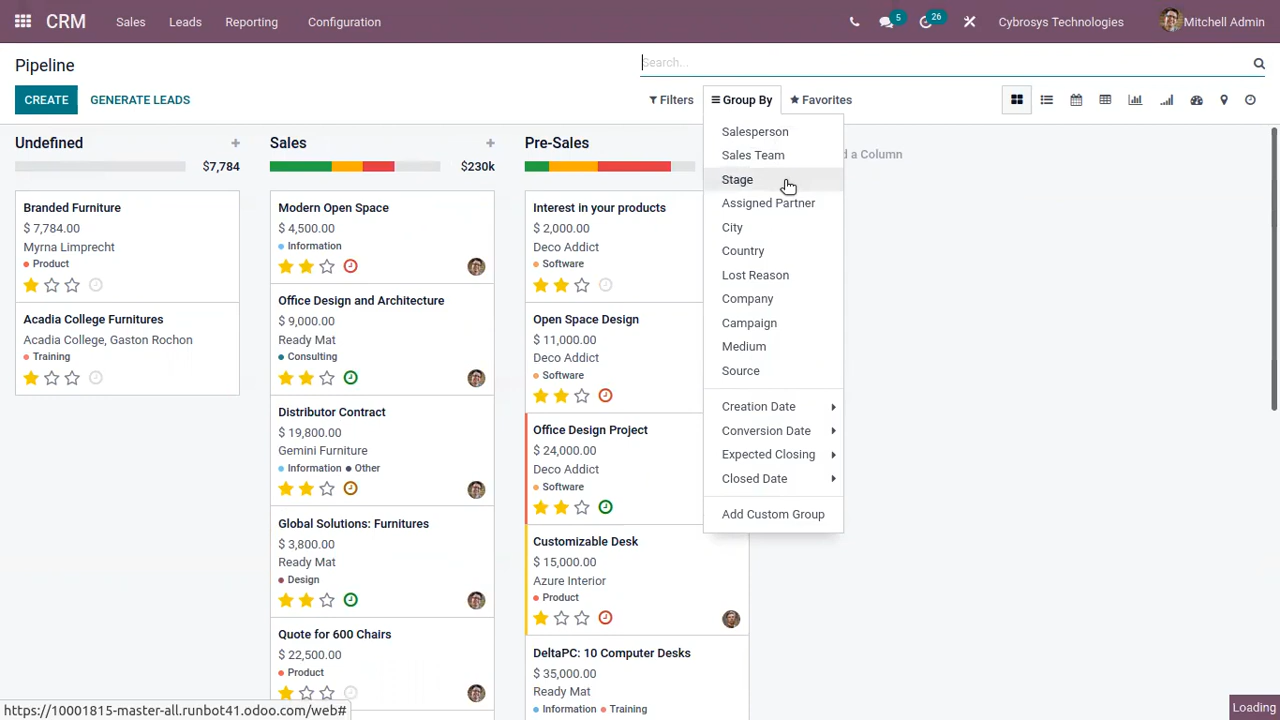 CRM Sales Leads Reporting Configuration 5 26 Cybrosys Technologies Mitchell Admin
Pipeline
Search...
CREATE GENERATE LEADS
Filters Group By Favorites
Undefined +
$7,784
Branded Furniture
$ 7,784.00
Myrna Limprecht
Product
Acadia College Furnitures
Acadia College, Gaston Rochon
Training
Sales +
$230k
Modern Open Space
$ 4,500.00
Information
Office Design and Architecture
$ 9,000.00
Ready Mat
Consulting
Distributor Contract
$ 19,800.00
Gemini Furniture
Information Other
Global Solutions: Furnitures
$ 3,800.00
Ready Mat
Design
Quote for 600 Chairs
$ 22,500.00
Product
Pre-Sales
Interest in your products
$ 2,000.00
Deco Addict
Software
Open Space Design
$ 11,000.00
Deco Addict
Software
Office Design Project
$ 24,000.00
Deco Addict
Software
Customizable Desk
$ 15,000.00
Azure Interior
Product
DeltaPC: 10 Computer Desks
$ 35,000.00
Ready Mat
Information Training
Salesperson
Sales Team
Stage
Assigned Partner
City
Country
Lost Reason
Company
Campaign
Medium
Source
Creation Date
Conversion Date
Expected Closing
Closed Date
Add Custom Group
d a Column
https://10001815-master-all.runbot41.odoo.com/web#
Loading